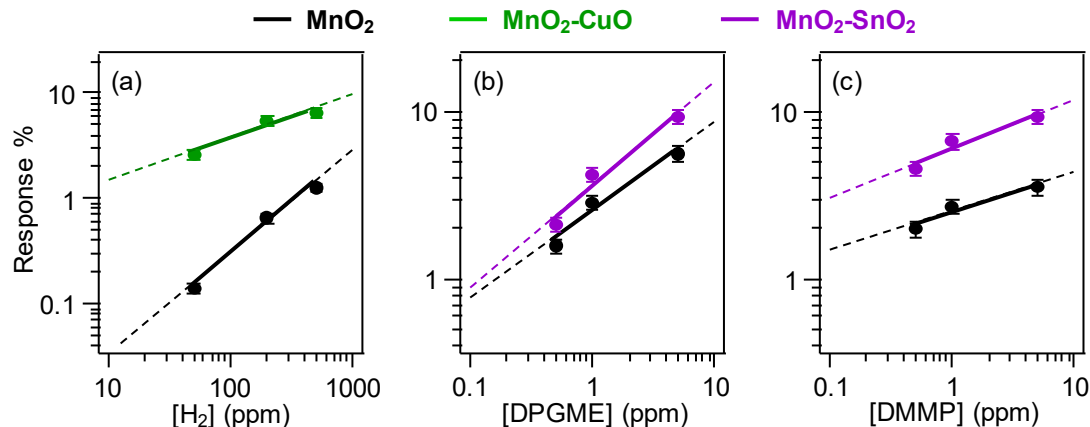 MnO₂ MnO₂-CuO MnO₂-SnO₂
(a) (b) (c)
Response %
10
1
0.1
10 100 1000
[H₂] (ppm)
10
1
0.1 1 10
[DPGME] (ppm)
10
1
0.1 1 10
[DMMP] (ppm)